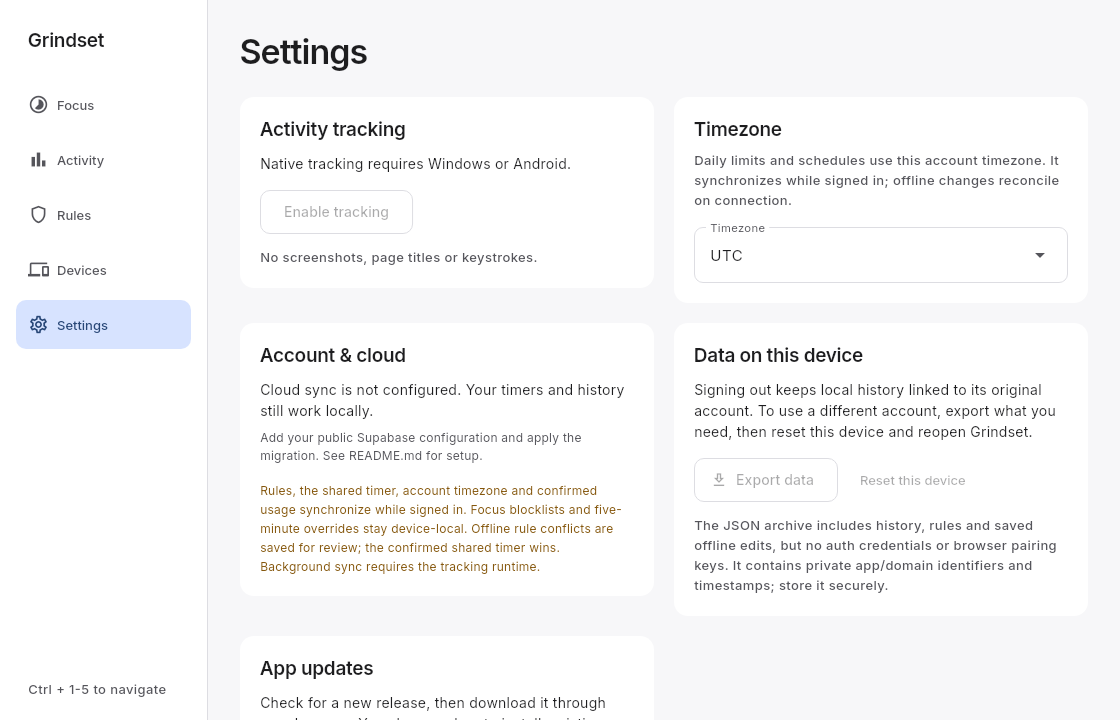 Grindset
Focus
Activity
Rules
Devices
Settings
Ctrl + 1-5 to navigate
Settings
Activity tracking
Native tracking requires Windows or Android.
Enable tracking
No screenshots, page titles or keystrokes.
Timezone
Daily limits and schedules use this account timezone. It
synchronizes while signed in; offline changes reconcile
on connection.
Timezone
UTC
Account & cloud
Cloud sync is not configured. Your timers and history
still work locally.
Add your public Supabase configuration and apply the
migration. See README.md for setup.
Rules, the shared timer, account timezone and confirmed
usage synchronize while signed in. Focus blocklists and five-
minute overrides stay device-local. Offline rule conflicts are
saved for review; the confirmed shared timer wins.
Background sync requires the tracking runtime.
Data on this device
Signing out keeps local history linked to its original
account. To use a different account, export what you
need, then reset this device and reopen Grindset.
Export data
Reset this device
The JSON archive includes history, rules and saved
offline edits, but no auth credentials or browser pairing
keys. It contains private app/domain identifiers and
timestamps; store it securely.
App updates
Check for a new release, then download it through